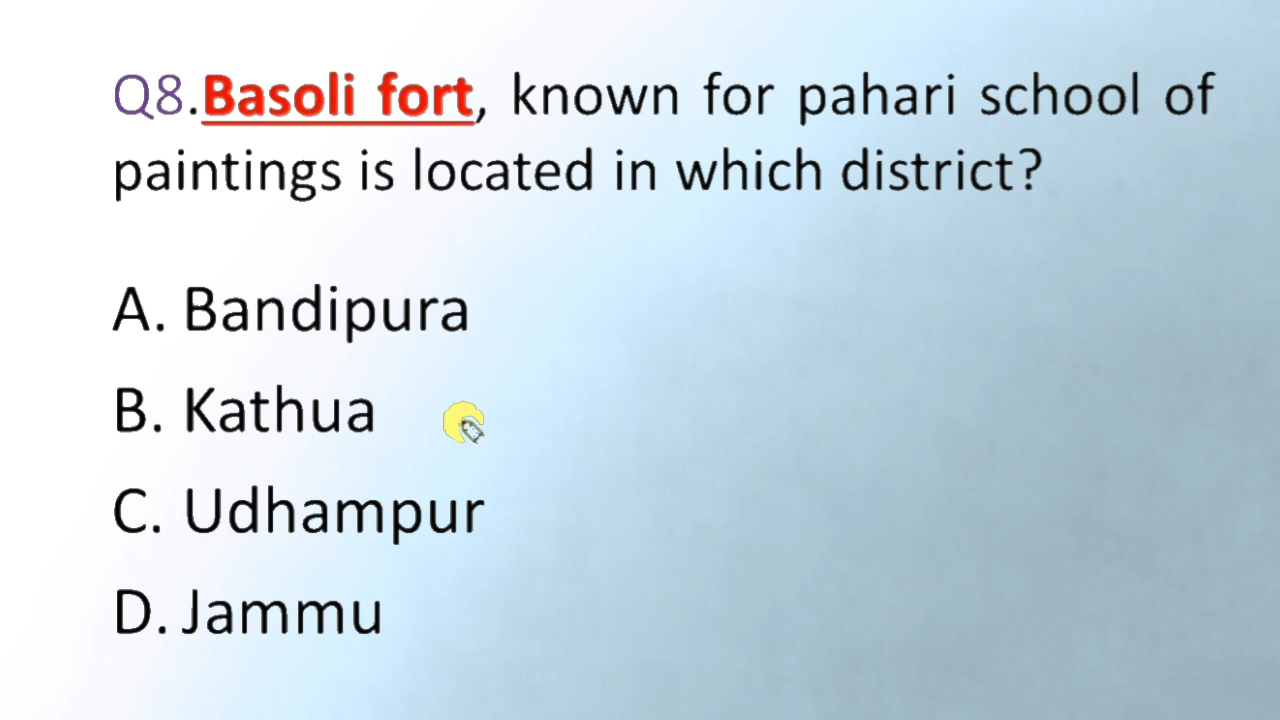 Q8.Basoli fort, known for pahari school of
paintings is located in which district?
A. Bandipura
B. Kathua
C. Udhampur
D. Jammu